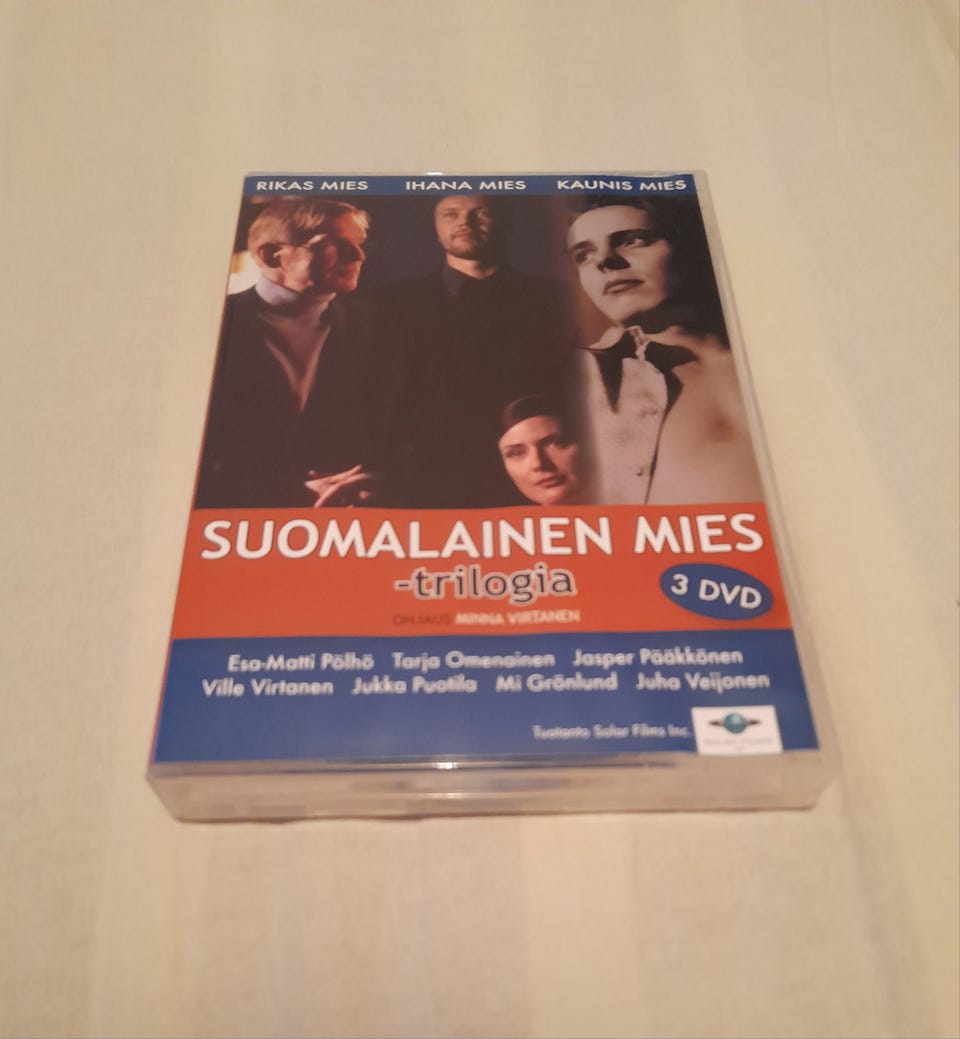 RIKAS MIES IHANA MIES KAUNIS MIES
SUOMALAINEN MIES
-trilogia
3 DVD
OHJAUS MINNA VIRTANEN
Esa-Matti Pölhö Tarja Omenainen Jasper Pääkkönen
Ville Virtanen Jukka Puotila Mi Grönlund Juha Veijonen
Tuotanto Solar Films Inc.